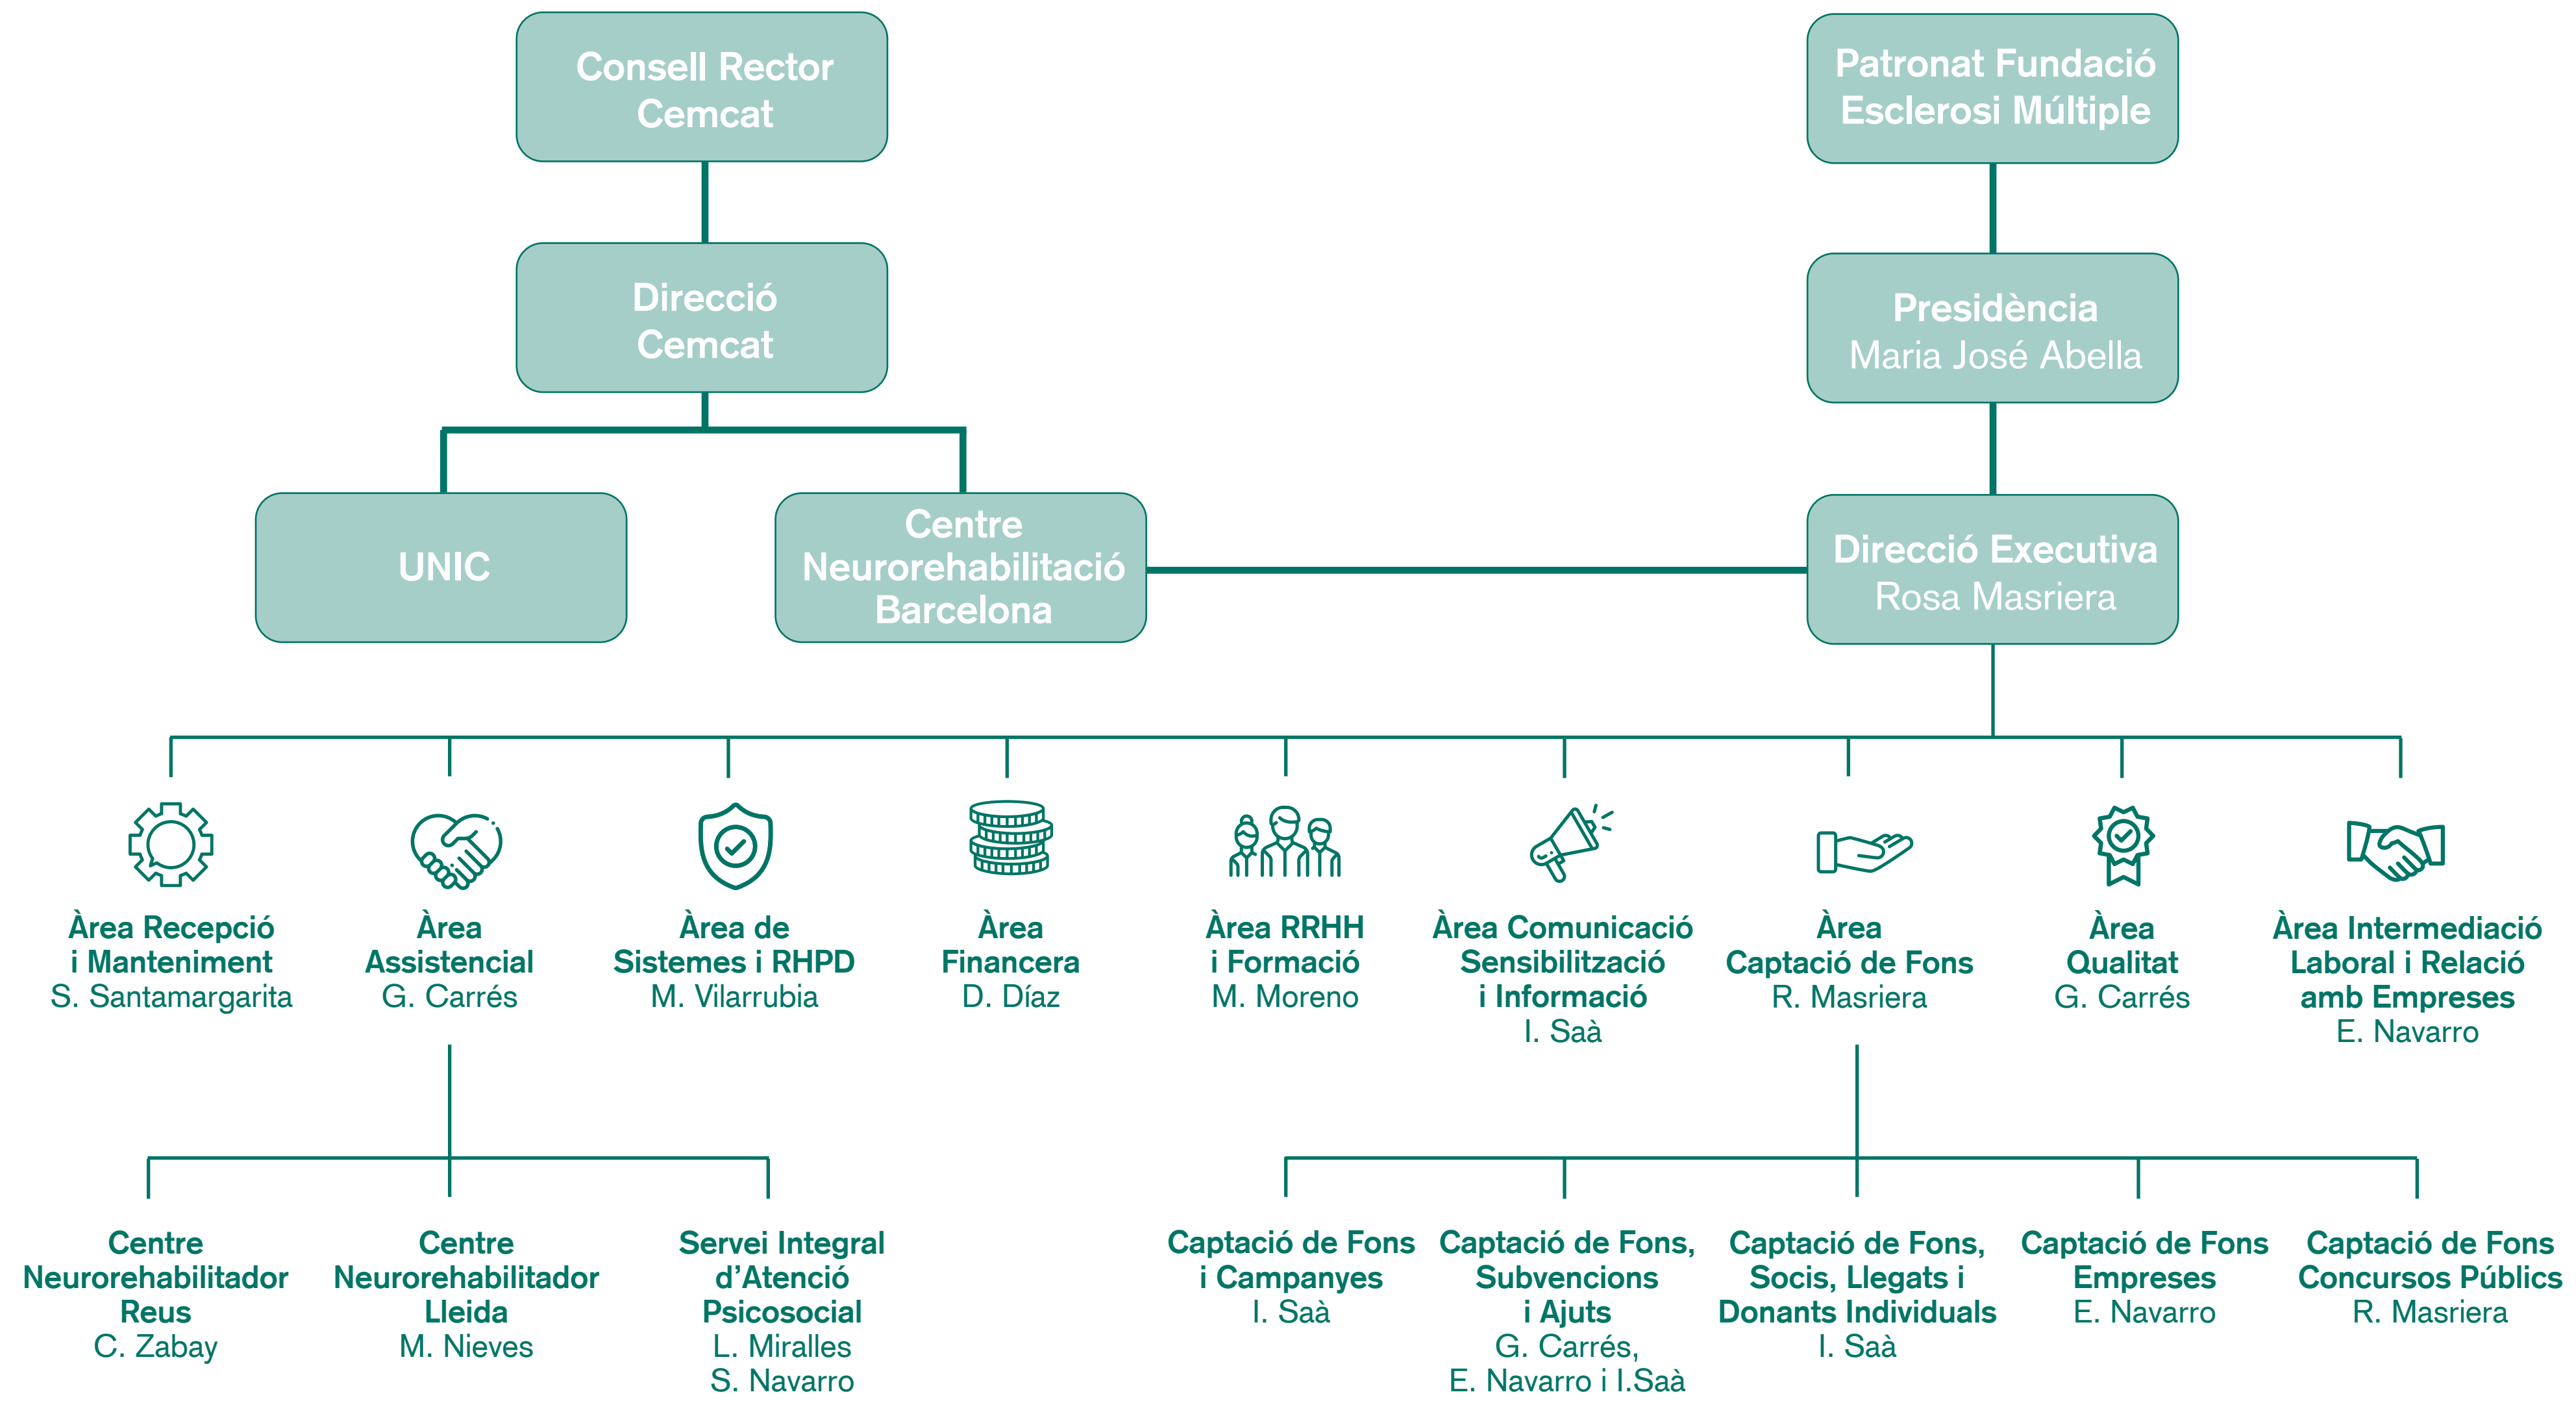 Consell Rector
Cemcat
Patronat Fundació
Esclerosi Múltiple
Direcció
Cemcat
Presidència
Maria José Abella
UNIC
Centre
Neurorehabilitació
Barcelona
Direcció Executiva
Rosa Masriera
Àrea Recepció
i Manteniment
S. Santamargarita
Àrea
Assistencial
G. Carrés
Àrea de
Sistemes i RHPD
M. Vilarrubia
Àrea
Financera
D. Díaz
Àrea RRHH
i Formació
M. Moreno
Àrea Comunicació
Sensibilització
i Informació
I. Saà
Àrea
Captació de Fons
R. Masriera
Àrea
Qualitat
G. Carrés
Àrea Intermediació
Laboral i Relació
amb Empreses
E. Navarro
Centre
Neurorehabilitador
Reus
C. Zabay
Centre
Neurorehabilitador
Lleida
M. Nieves
Servei Integral
d’Atenció
Psicosocial
L. Miralles
S. Navarro
Captació de Fons
i Campanyes
I. Saà
Captació de Fons,
Subvencions
i Ajuts
G. Carrés,
E. Navarro i I.Saà
Captació de Fons,
Socis, Llegats i
Donants Individuals
I. Saà
Captació de Fons
Empreses
E. Navarro
Captació de Fons
Concursos Públics
R. Masriera